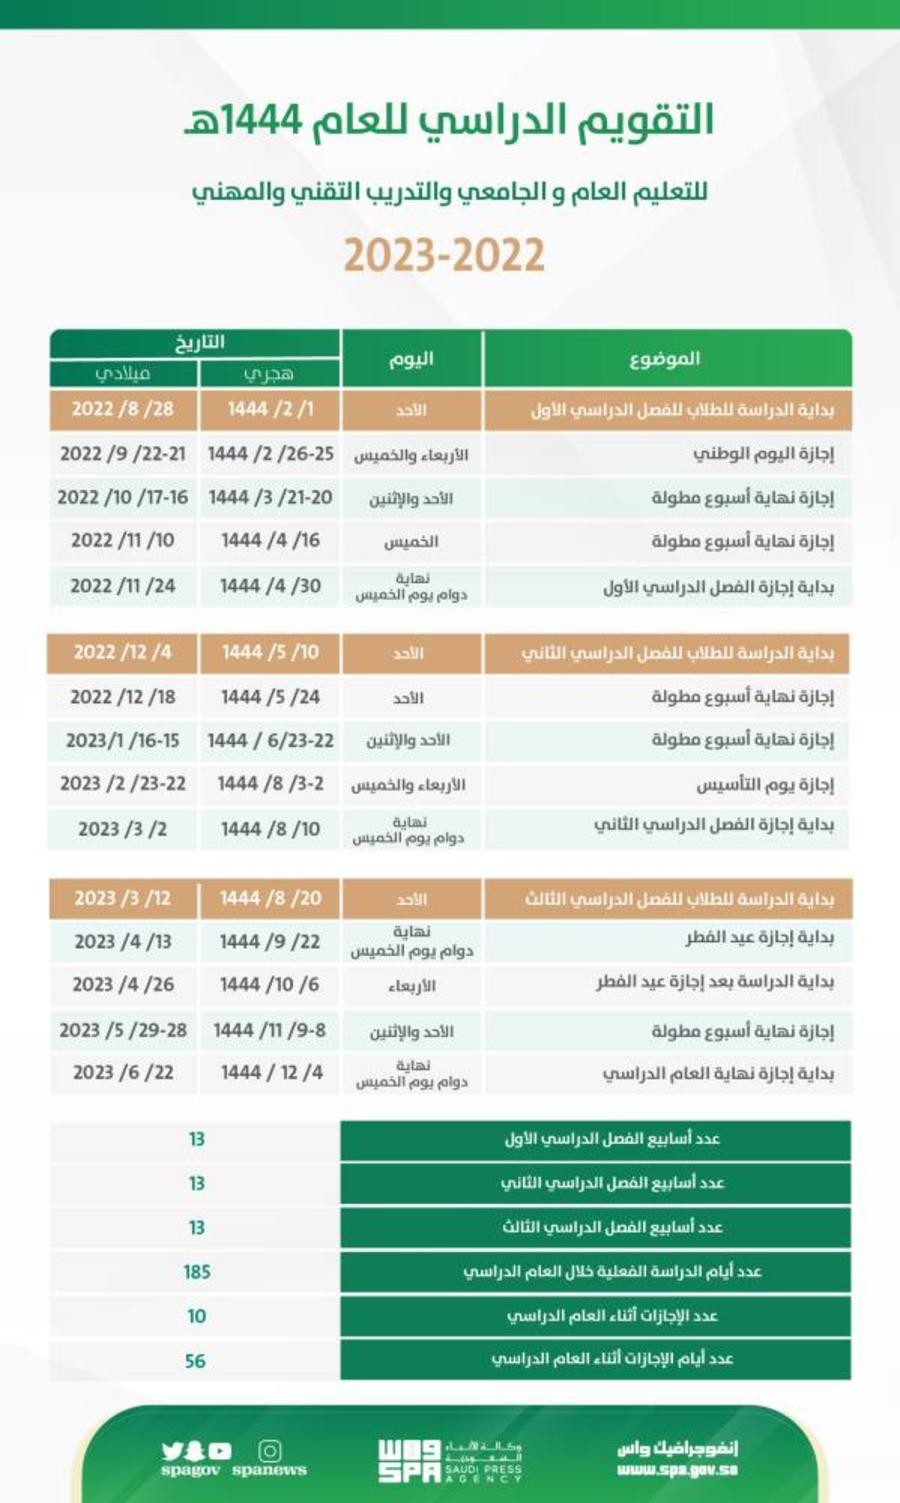 التقويم الدراسي للعام 1444هـ
للتعليم العام و الجامعي والتدريب التقني والمهني
2023-2022
الموضوع اليوم التاريخ
هجري ميلادي
بداية الدراسة للطلاب للفصل الدراسي الأول الأحد 1/ 2/ 1444 28/ 8/ 2022
إجازة اليوم الوطني الأربعاء والخميس 25-26/ 2/ 1444 21-22/ 9/ 2022
إجازة نهاية أسبوع مطولة الأحد والإثنين 20-21/ 3/ 1444 16-17/ 10/ 2022
إجازة نهاية أسبوع مطولة الخميس 16/ 4/ 1444 10/ 11/ 2022
بداية إجازة الفصل الدراسي الأول نهاية دوام يوم الخميس 30/ 4/ 1444 24/ 11/ 2022
بداية الدراسة للطلاب للفصل الدراسي الثاني الأحد 10/ 5/ 1444 4/ 12/ 2022
إجازة نهاية أسبوع مطولة الأحد 24/ 5/ 1444 18/ 12/ 2022
إجازة نهاية أسبوع مطولة الأحد والإثنين 22-23/6 / 1444 15-16/ 1/2023
إجازة يوم التأسيس الأربعاء والخميس 2-3/ 8/ 1444 22-23/ 2/ 2023
بداية إجازة الفصل الدراسي الثاني نهاية دوام يوم الخميس 10/ 8/ 1444 2/ 3/ 2023
بداية الدراسة للطلاب للفصل الدراسي الثالث الأحد 20/ 8/ 1444 12/ 3/ 2023
بداية إجازة عيد الفطر نهاية دوام يوم الخميس 22/ 9/ 1444 13/ 4/ 2023
بداية الدراسة بعد إجازة عيد الفطر الأربعاء 6/ 10/ 1444 26/ 4/ 2023
إجازة نهاية أسبوع مطولة الأحد والإثنين 8-9/ 11/ 1444 28-29/ 5/ 2023
بداية إجازة نهاية العام الدراسي نهاية دوام يوم الخميس 4/ 12 / 1444 22/ 6/ 2023
عدد أسابيع الفصل الدراسي الأول 13
عدد أسابيع الفصل الدراسي الثاني 13
عدد أسابيع الفصل الدراسي الثالث 13
عدد أيام الدراسة الفعلية خلال العام الدراسي 185
عدد الإجازات أثناء العام الدراسي 10
عدد أيام الإجازات أثناء العام الدراسي 56
إنفوجرافيك واس
www.spa.gov.sa
واس وكالة الأنباء السعودية
SPA SAUDI PRESS AGENCY
spagov spanews